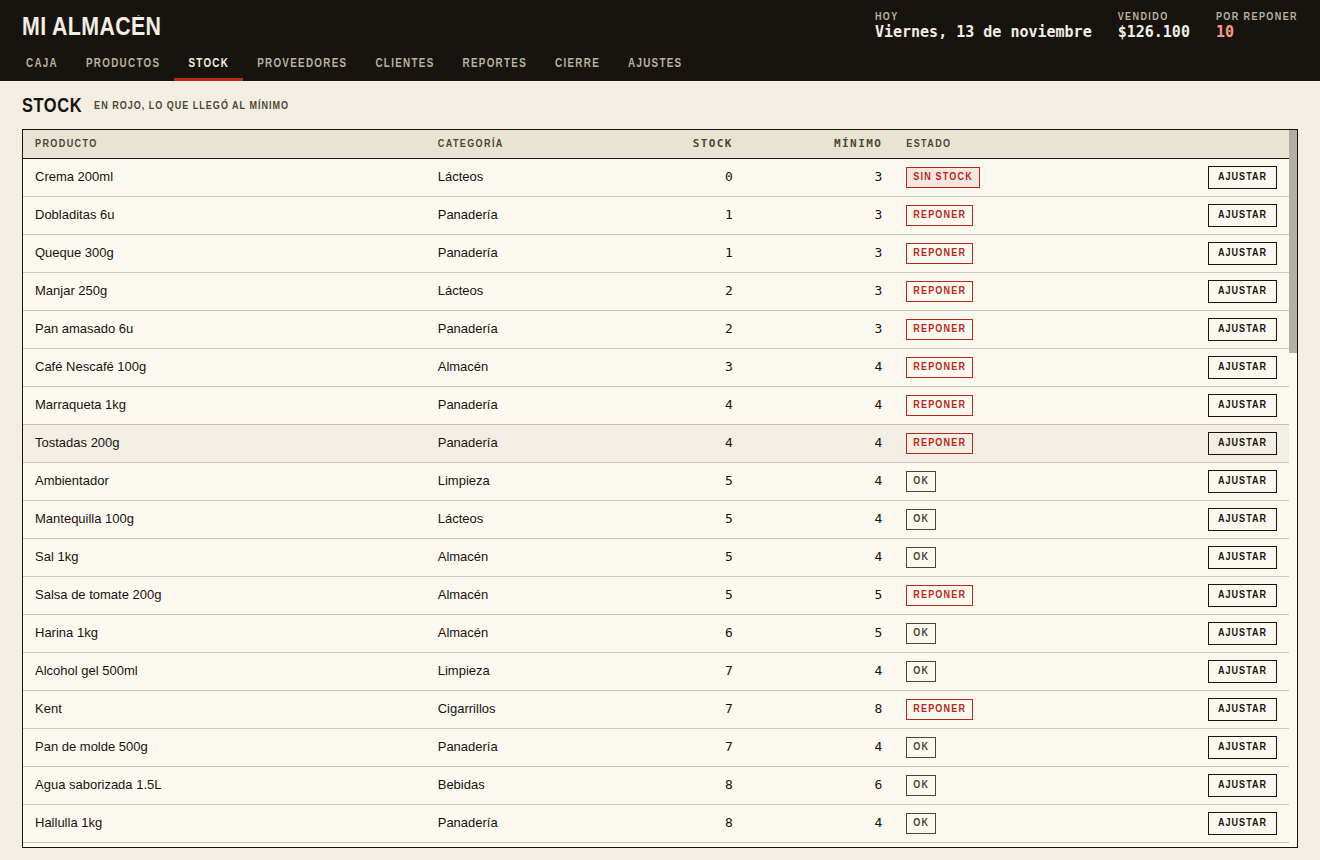 MI ALMACÉN
HOY
Viernes, 13 de noviembre
VENDIDO
$126.100
POR REPONER
10
CAJA PRODUCTOS STOCK PROVEEDORES CLIENTES REPORTES CIERRE AJUSTES
STOCK EN ROJO, LO QUE LLEGÓ AL MÍNIMO
PRODUCTO CATEGORÍA STOCK MÍNIMO ESTADO
Crema 200ml Lácteos 0 3 SIN STOCK AJUSTAR
Dobladitas 6u Panadería 1 3 REPONER AJUSTAR
Queque 300g Panadería 1 3 REPONER AJUSTAR
Manjar 250g Lácteos 2 3 REPONER AJUSTAR
Pan amasado 6u Panadería 2 3 REPONER AJUSTAR
Café Nescafé 100g Almacén 3 4 REPONER AJUSTAR
Marraqueta 1kg Panadería 4 4 REPONER AJUSTAR
Tostadas 200g Panadería 4 4 REPONER AJUSTAR
Ambientador Limpieza 5 4 OK AJUSTAR
Mantequilla 100g Lácteos 5 4 OK AJUSTAR
Sal 1kg Almacén 5 4 OK AJUSTAR
Salsa de tomate 200g Almacén 5 5 REPONER AJUSTAR
Harina 1kg Almacén 6 5 OK AJUSTAR
Alcohol gel 500ml Limpieza 7 4 OK AJUSTAR
Kent Cigarrillos 7 8 REPONER AJUSTAR
Pan de molde 500g Panadería 7 4 OK AJUSTAR
Agua saborizada 1.5L Bebidas 8 6 OK AJUSTAR
Hallulla 1kg Panadería 8 4 OK AJUSTAR